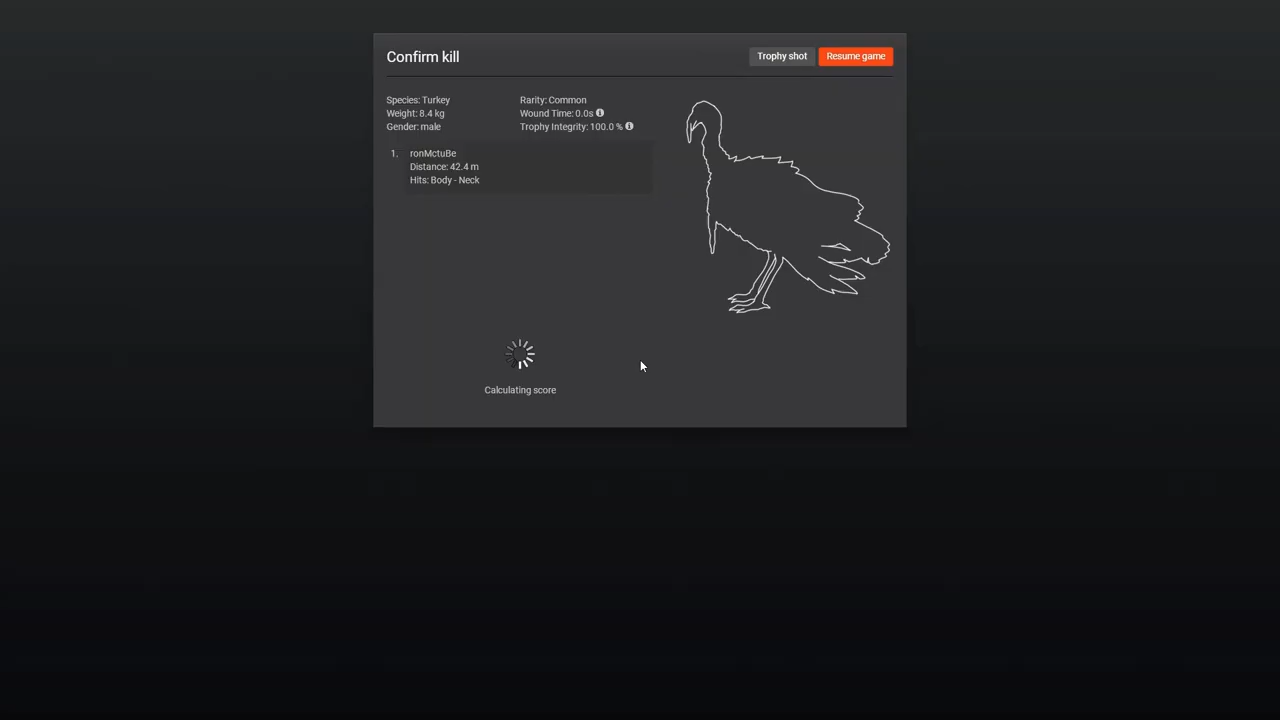 Confirm kill
Trophy shot
Resume game
Species: Turkey
Weight: 8.4 kg
Gender: male
Rarity: Common
Wound Time: 0.0s
Trophy Integrity: 100.0 %
1. ronMctuBe
Distance: 42.4 m
Hits: Body - Neck
Calculating score